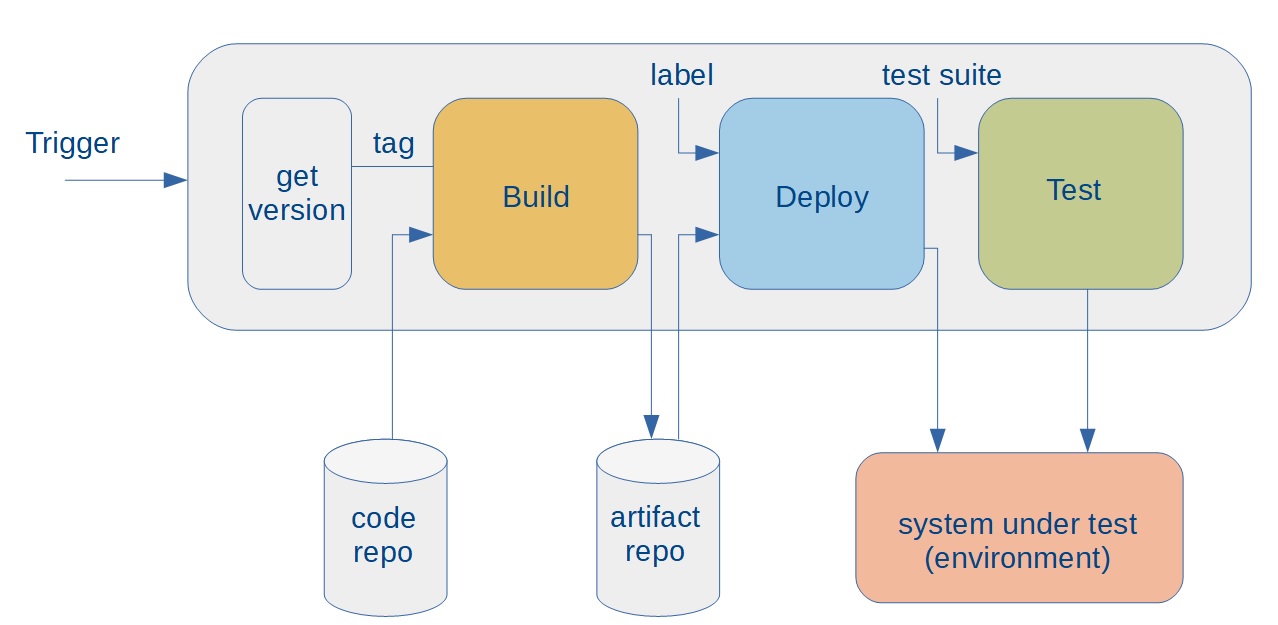 label
test suite
Trigger
tag
get
version
Build
Deploy
Test
code
repo
artifact
repo
system under test
(environment)